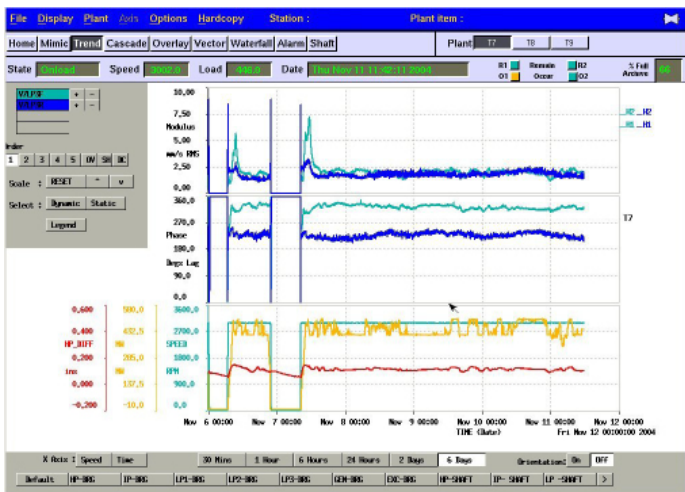 File Display Plant Axis Options Hardcopy Station : Plant item :
Home Mimic Trend Cascade Overlay Vector Waterfall Alarm Shaft Plant T7 T8 T9
State Onload Speed 3002.0 Load 448.0 Date Thu Nov 11 11:42:11 2004 R1 Remain R2 % Full
O1 Occur O2 Archive 66
+ -
+ -
Order
1 2 3 4 5 OV SH DC
Scale : RESET ^ v
Select : Dynamic Static
Legend
10,00
7,50
Modulus
5,00
mm/s RMS
2,50
0,00
360,0
270,0
Phase
180,0
Degs Lag
90,0
0,0
T7
0,600 580,0 3600,0
0,400 432,5 2700,0
HP_DIFF MW SPEED
0,200 285,0 1800,0
ins MW RPM
0,000 137,5 900,0
-0,200 -10,0 0,0
Nov 6 00:00 Nov 7 00:00 Nov 8 00:00 Nov 9 00:00 Nov 10 00:00 Nov 11 00:00 Nov 12 00:00
TIME (Date) Fri Nov 12 00:00:00 2004
X Axis : Speed Time 30 Mins 1 Hour 6 Hours 24 Hours 2 Days 6 Days Orientation: On OFF
Default HP-BRG IP-BRG LP1-BRG LP2-BRG LP3-BRG GEN-BRG EXC-BRG HP-SHAFT IP- SHAFT LP -SHAFT >